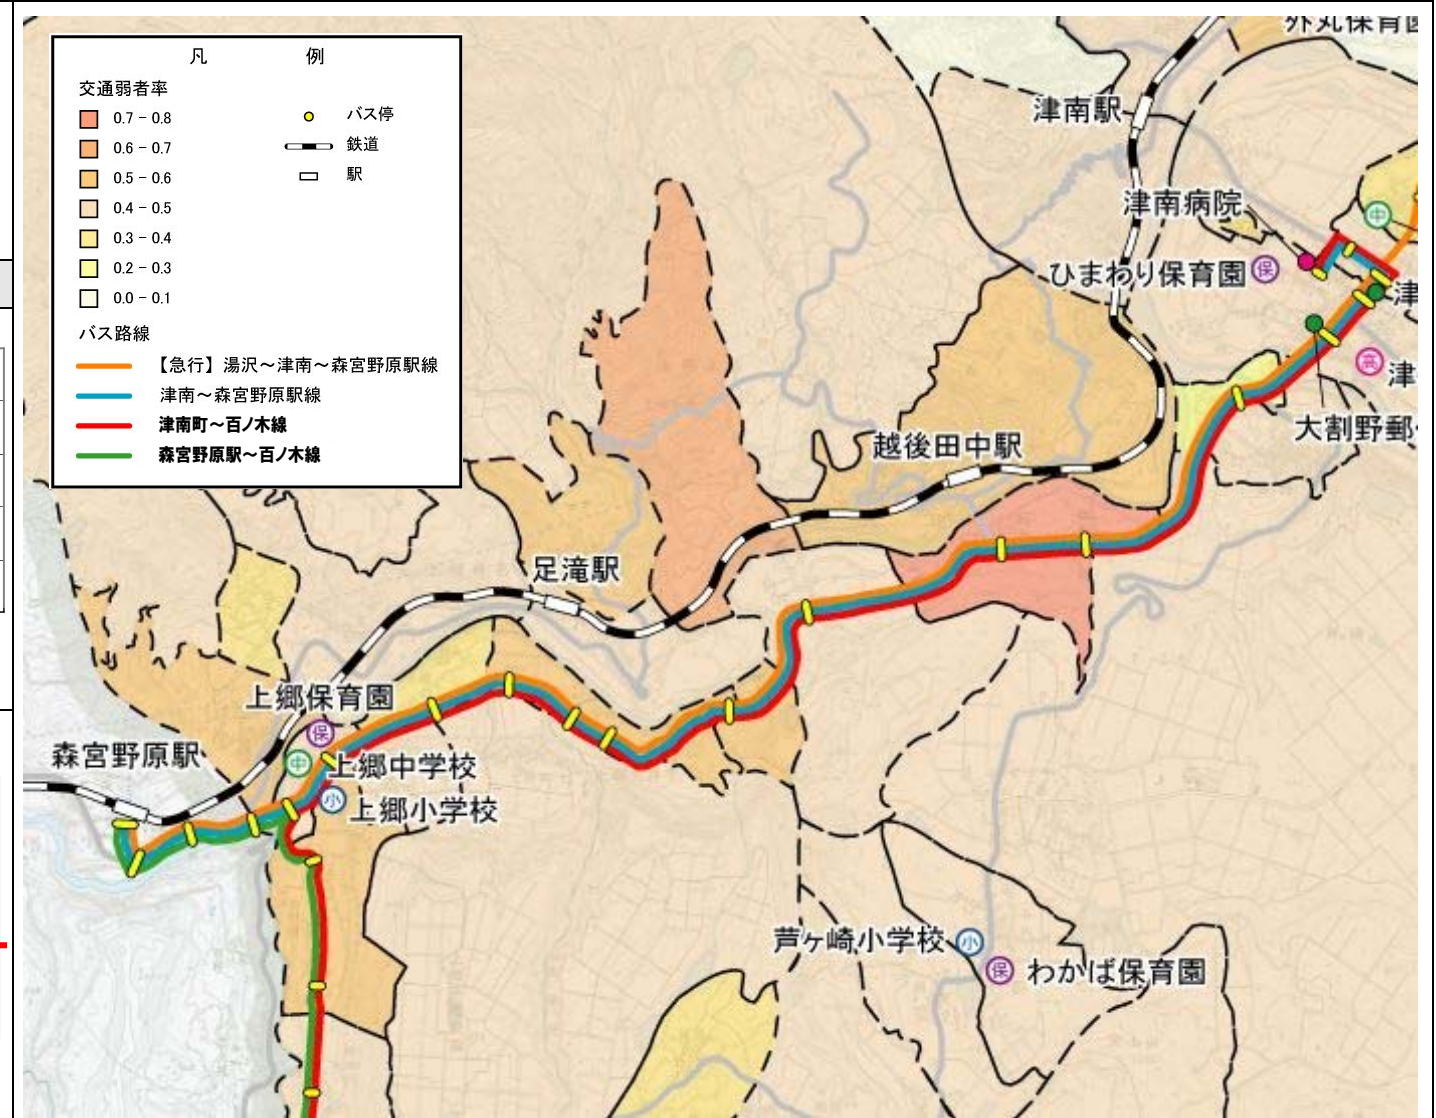 凡 例
交通弱者率
0.7 - 0.8
0.6 - 0.7
0.5 - 0.6
0.4 - 0.5
0.3 - 0.4
0.2 - 0.3
0.0 - 0.1
バス停
鉄道
駅
バス路線
【急行】湯沢～津南～森宮野原駅線
津南～森宮野原駅線
津南町～百ノ木線
森宮野原駅～百ノ木線
外丸保育園
津南駅
津南病院
中
ひまわり保育園
保
津
高
津
大割野郵
越後田中駅
足滝駅
上郷保育園
保
森宮野原駅
中
上郷中学校
小
上郷小学校
芦ヶ崎小学校
小
保
わかば保育園